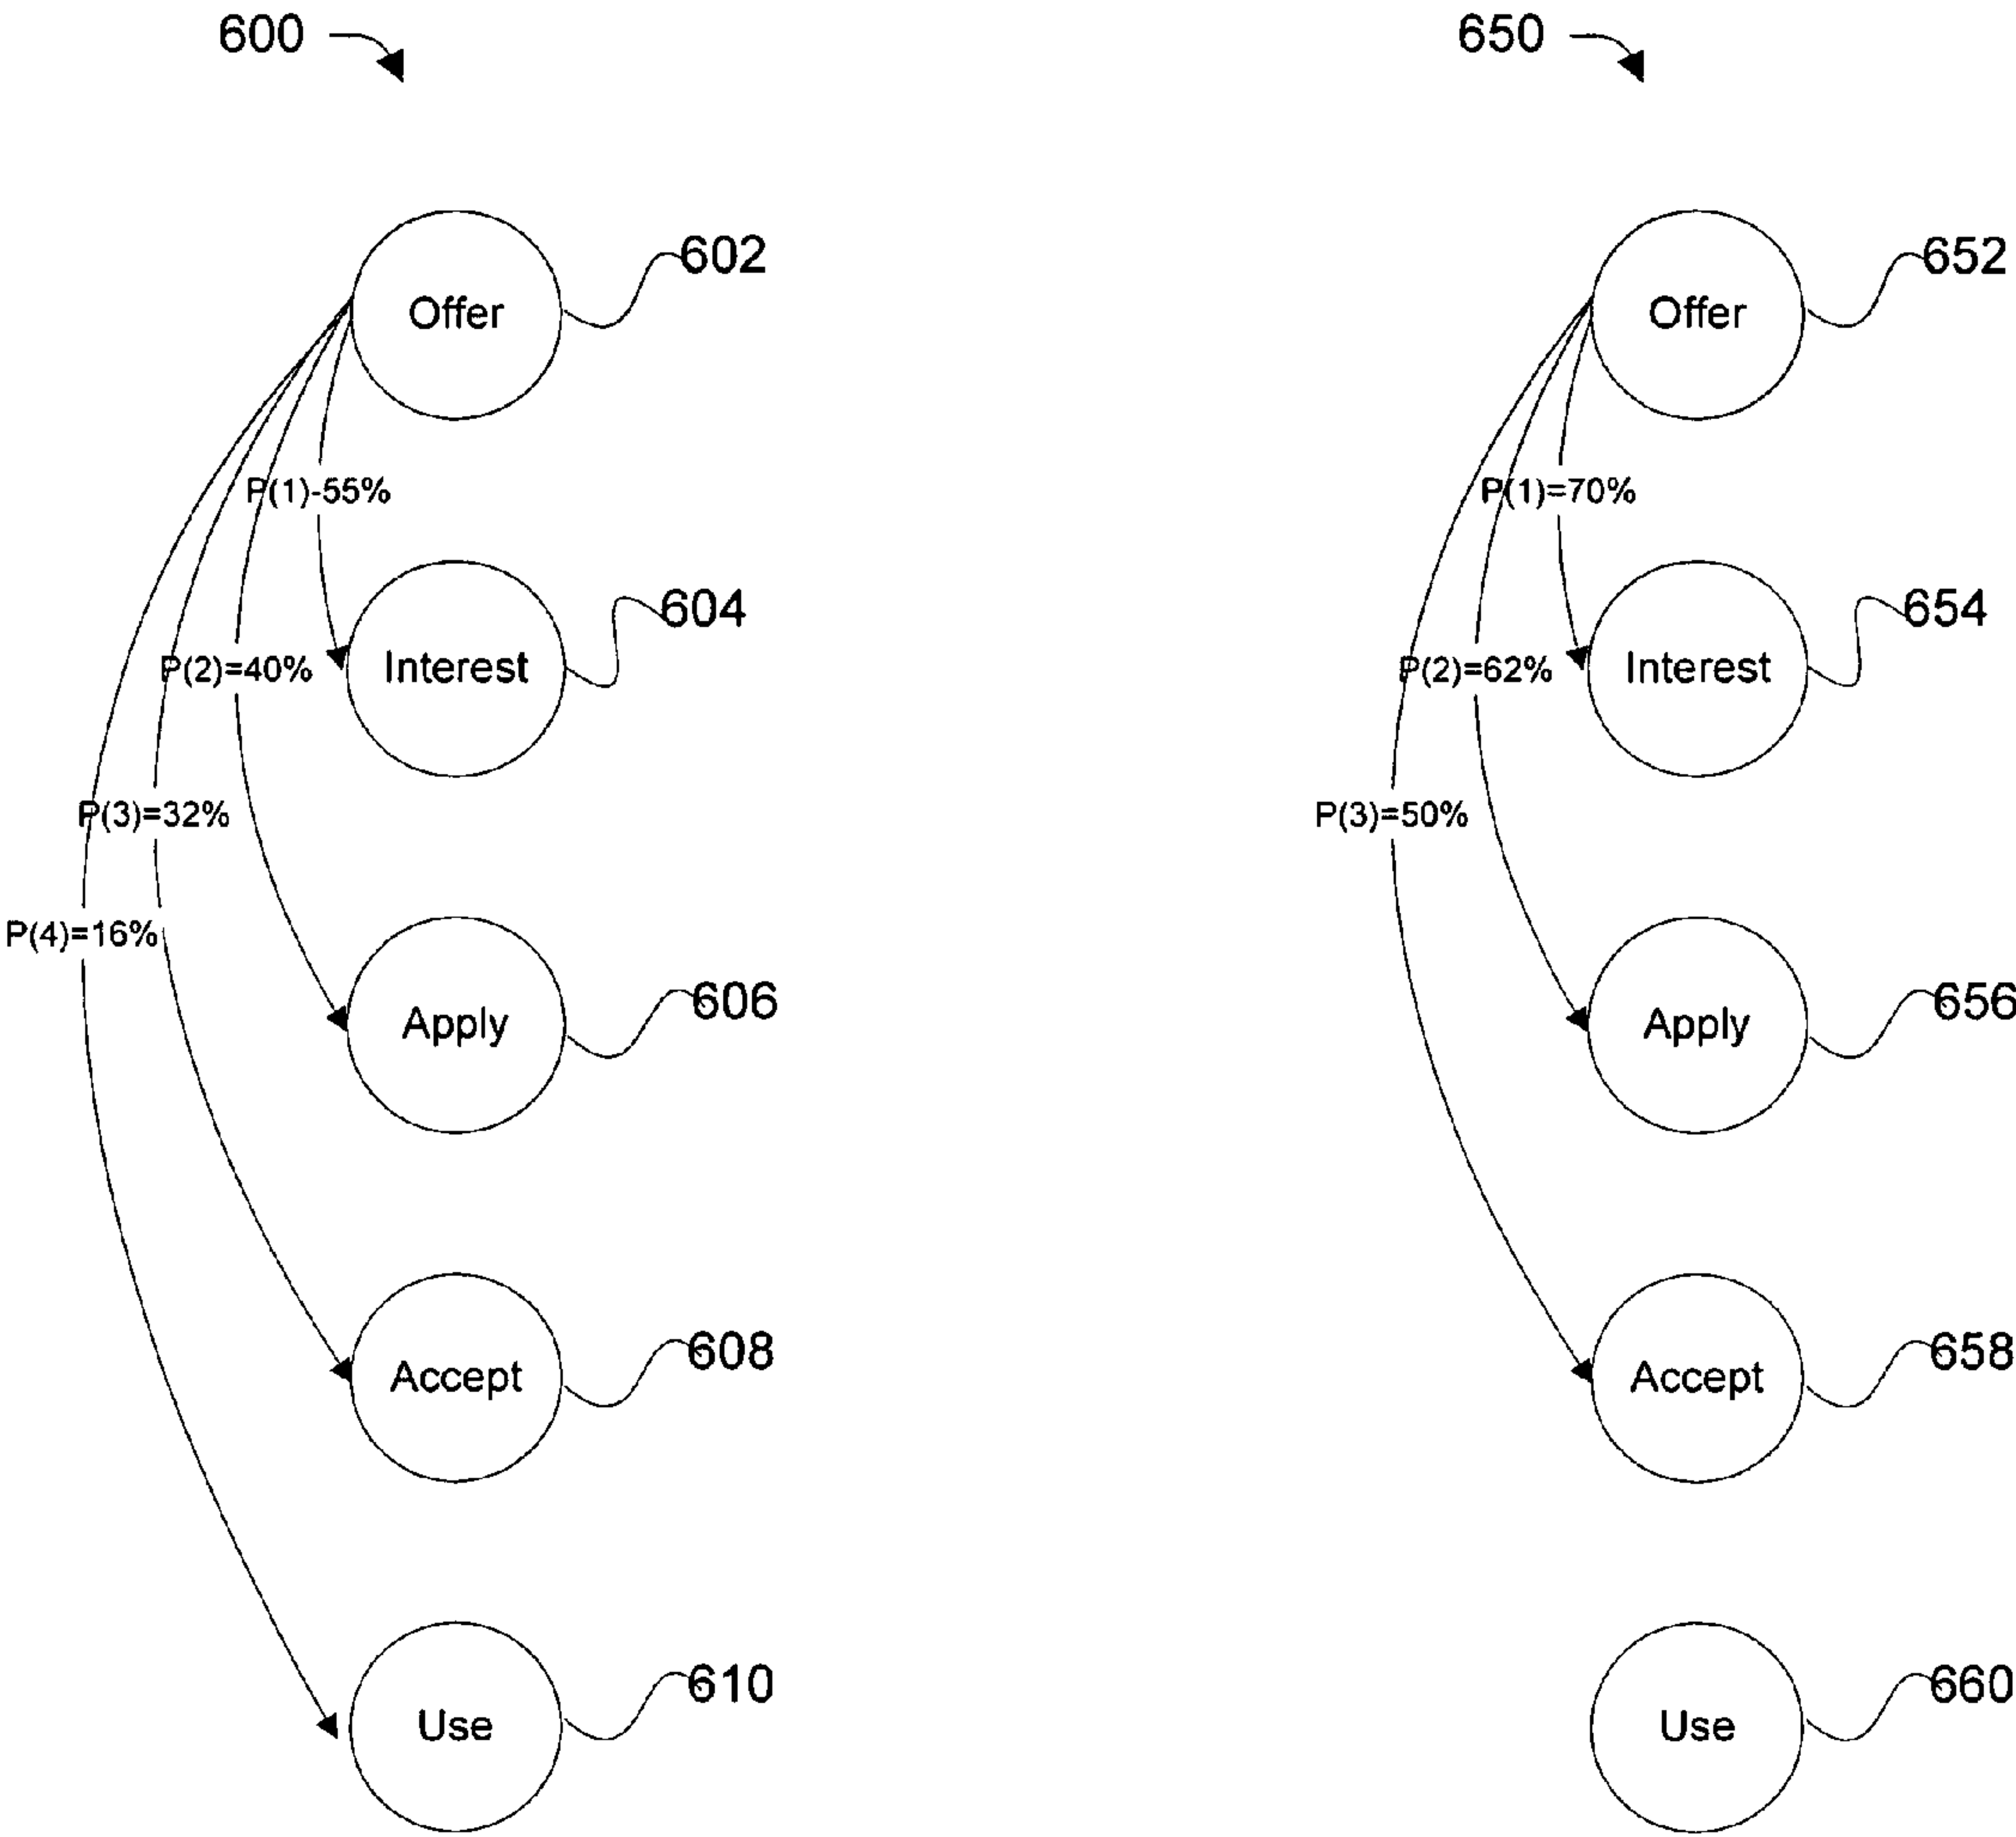 600
650
Offer
602
Offer
652
P(1)-55%
P(1)=70%
Interest
604
Interest
654
P(2)=40%
P(2)=62%
P(3)=32%
P(3)=50%
P(4)=16%
Apply
606
Apply
656
Accept
608
Accept
658
Use
610
Use
660